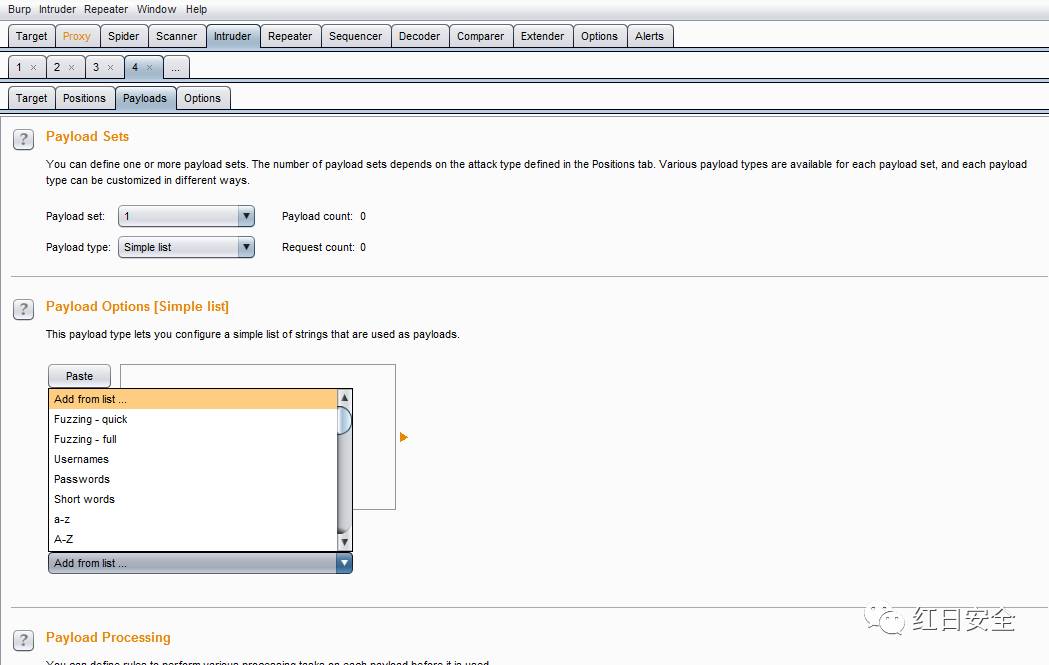 Burp Intruder Repeater Window Help
Target Proxy Spider Scanner Intruder Repeater Sequencer Decoder Comparer Extender Options Alerts
1 × 2 × 3 × 4 × ...
Target Positions Payloads Options
? Payload Sets
You can define one or more payload sets. The number of payload sets depends on the attack type defined in the Positions tab. Various payload types are available for each payload set, and each payload
type can be customized in different ways.
Payload set: 1 Payload count: 0
Payload type: Simple list Request count: 0
? Payload Options [Simple list]
This payload type lets you configure a simple list of strings that are used as payloads.
Paste
Add from list ...
Fuzzing - quick
Fuzzing - full
Usernames
Passwords
Short words
a-z
A-Z
Add from list ...
? Payload Processing
You can define rules to perform various processing tasks on each payload before it is used.
红日安全